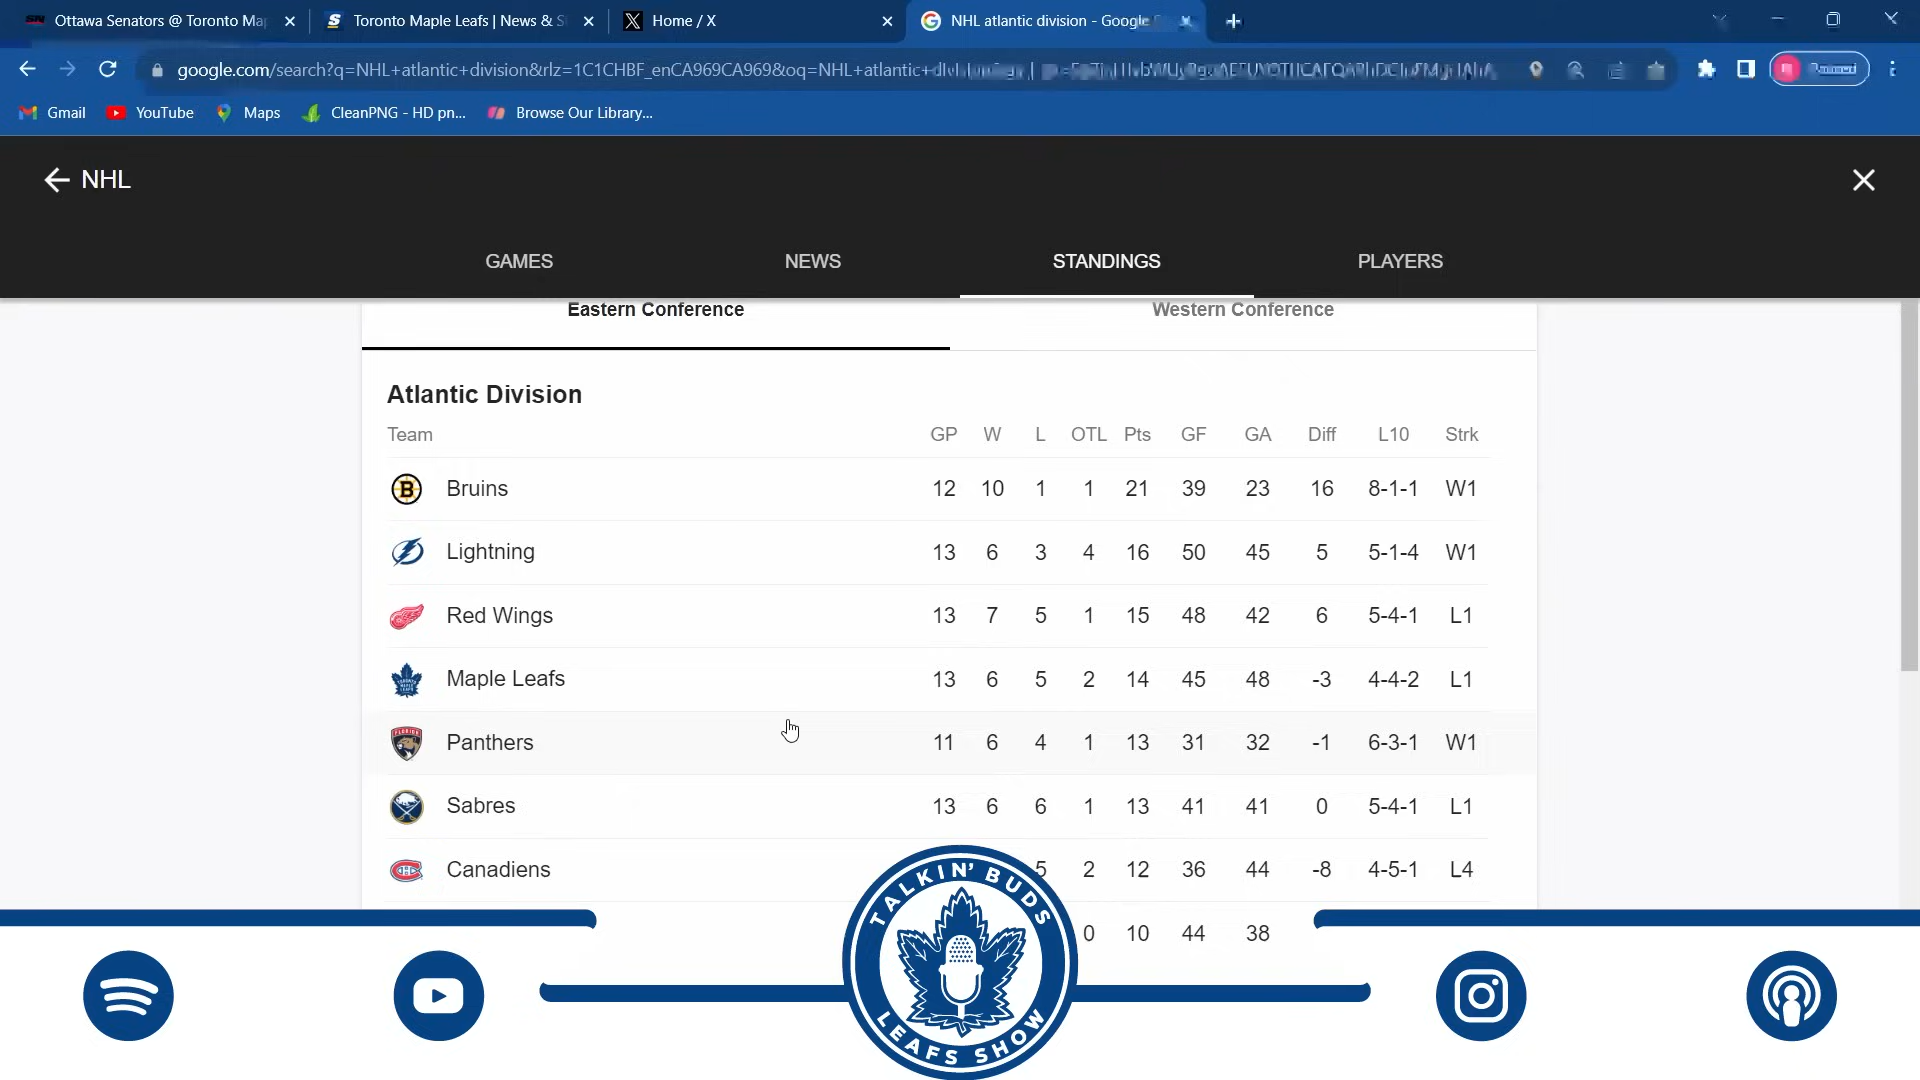 Ottawa Senators @ Toronto Ma
Toronto Maple Leafs | News & S
Home / X
NHL atlantic division - Google
google.com/search?q=NHL+atlantic+division&rlz=1C1CHBF_enCA969CA969&oq=NHL+atlantic+
Gmail
YouTube
Maps
CleanPNG - HD pn...
Browse Our Library...
NHL
GAMES NEWS STANDINGS PLAYERS
Eastern Conference Western Conference
Atlantic Division
Team GP W L OTL Pts GF GA Diff L10 Strk
Bruins 12 10 1 1 21 39 23 16 8-1-1 W1
Lightning 13 6 3 4 16 50 45 5 5-1-4 W1
Red Wings 13 7 5 1 15 48 42 6 5-4-1 L1
Maple Leafs 13 6 5 2 14 45 48 -3 4-4-2 L1
Panthers 11 6 4 1 13 31 32 -1 6-3-1 W1
Sabres 13 6 6 1 13 41 41 0 5-4-1 L1
Canadiens 5 2 12 36 44 -8 4-5-1 L4
0 10 44 38
TALKIN' BUDS
LEAFS SHOW